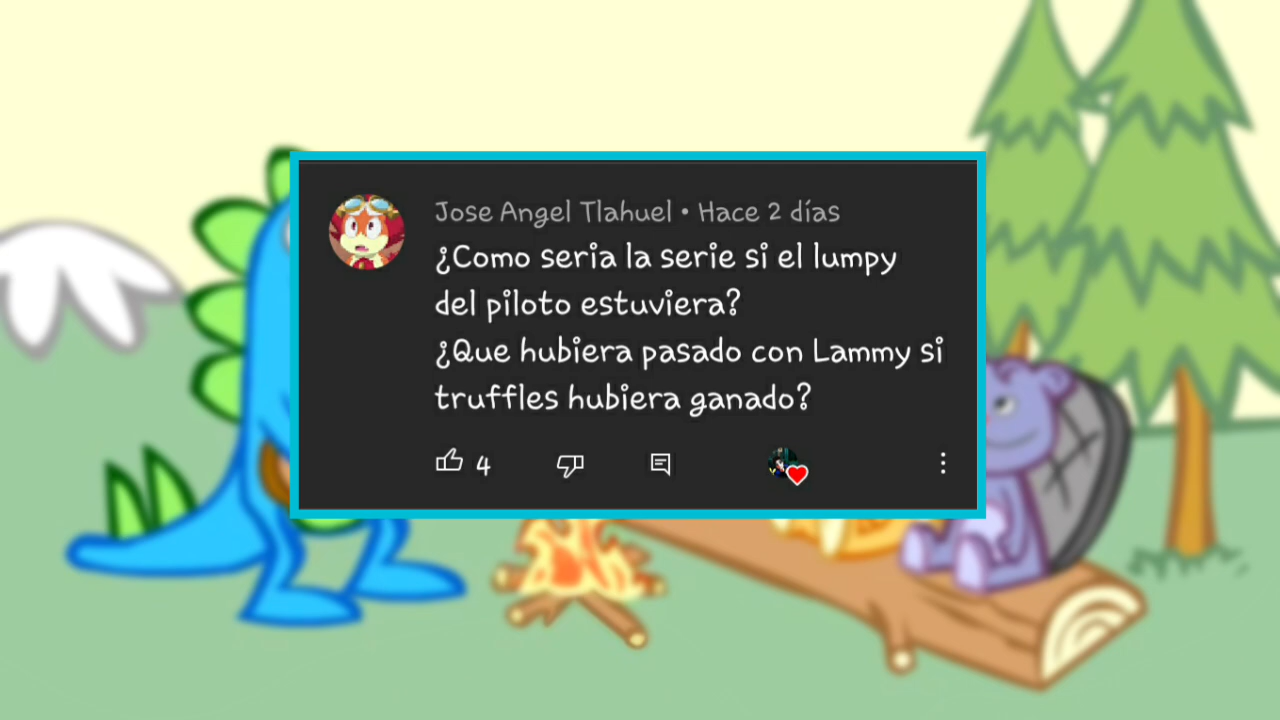 Jose Angel Tlahuel • Hace 2 días
¿Como seria la serie si el lumpy
del piloto estuviera?
¿Que hubiera pasado con Lammy si
truffles hubiera ganado?
4